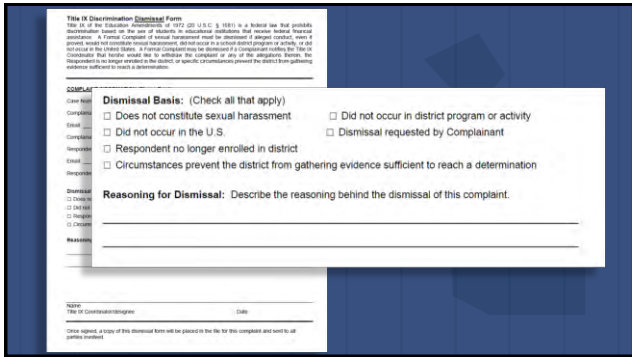 Title IX Discrimination Dismissal Form
Title IX of the Education Amendments of 1972 (20 U.S.C. § 1681) is a federal law that prohibits
discrimination based on the sex of students in educational institutions that receive federal financial
assistance. A Formal Complaint of sexual harassment must be dismissed if alleged conduct, even if
proved, would not constitute sexual harassment, did not occur in a school district program or activity, or did
not occur in the United States. A Formal Complaint may be dismissed if a Complainant notifies the Title IX
Coordinator that he/she would like to withdraw the complaint or any of the allegations therein, the
Respondent is no longer enrolled in the district, or specific circumstances prevent the district from gathering
evidence sufficient to reach a determination.
Case
Email
Email
Dismissal Basis: (Check all that apply)
☐ Does not constitute sexual harassment ☐ Did not occur in district program or activity
☐ Did not occur in the U.S. ☐ Dismissal requested by Complainant
☐ Respondent no longer enrolled in district
☐ Circumstances prevent the district from gathering evidence sufficient to reach a determination
Reasoning for Dismissal: Describe the reasoning behind the dismissal of this complaint.
Dismissal
☐ Did not
Name
Title IX Coordinator/designee Date
Once signed, a copy of this dismissal form will be placed in the file for this complaint and sent to all
parties involved.